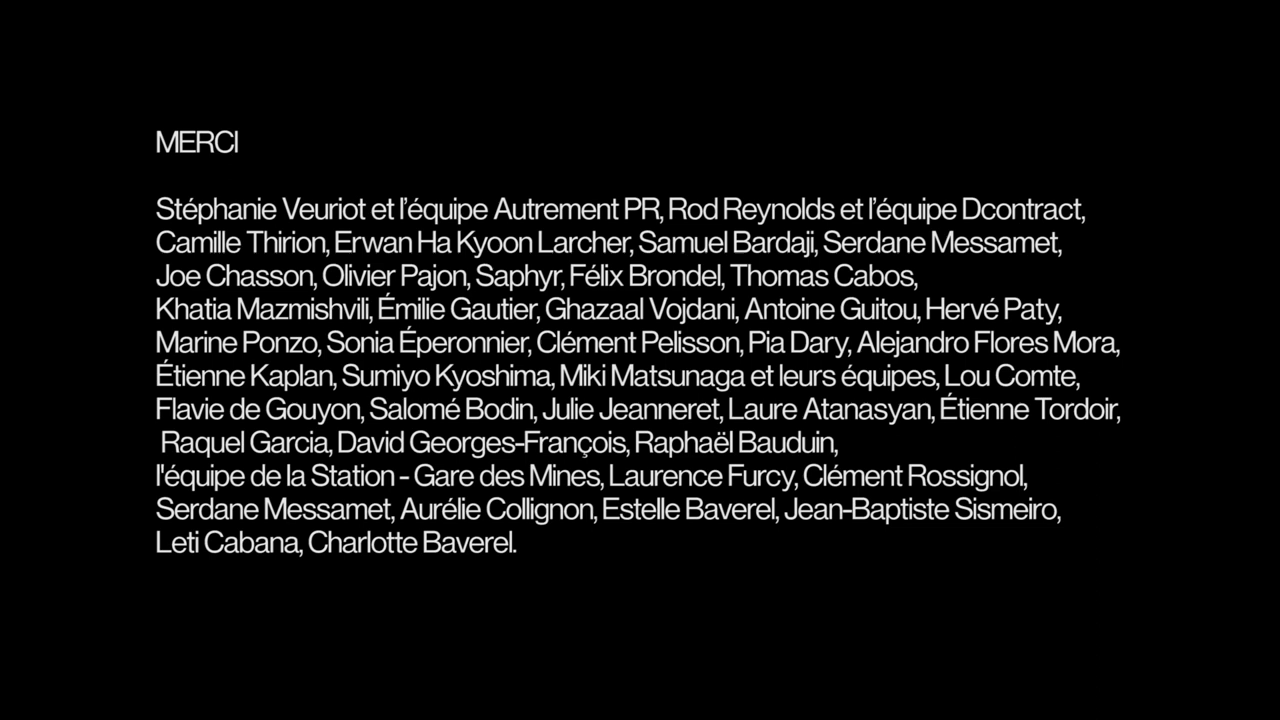 MERCI
Stéphanie Veuriot et l’équipe Autrement PR, Rod Reynolds et l’équipe Dcontract,
Camille Thirion, Erwan Ha Kyoon Larcher, Samuel Bardaji, Serdane Messamet,
Joe Chasson, Olivier Pajon, Saphyr, Félix Brondel, Thomas Cabos,
Khatia Mazmishvili, Émilie Gautier, Ghazaal Vojdani, Antoine Guitou, Hervé Paty,
Marine Ponzo, Sonia Éperonnier, Clément Pelisson, Pia Dary, Alejandro Flores Mora,
Étienne Kaplan, Sumiyo Kyoshima, Miki Matsunaga et leurs équipes, Lou Comte,
Flavie de Gouyon, Salomé Bodin, Julie Jeanneret, Laure Atanasyan, Étienne Tordoir,
Raquel Garcia, David Georges-François, Raphaël Bauduin,
l'équipe de la Station - Gare des Mines, Laurence Furcy, Clément Rossignol,
Serdane Messamet, Aurélie Collignon, Estelle Baverel, Jean-Baptiste Sismeiro,
Leti Cabana, Charlotte Baverel.